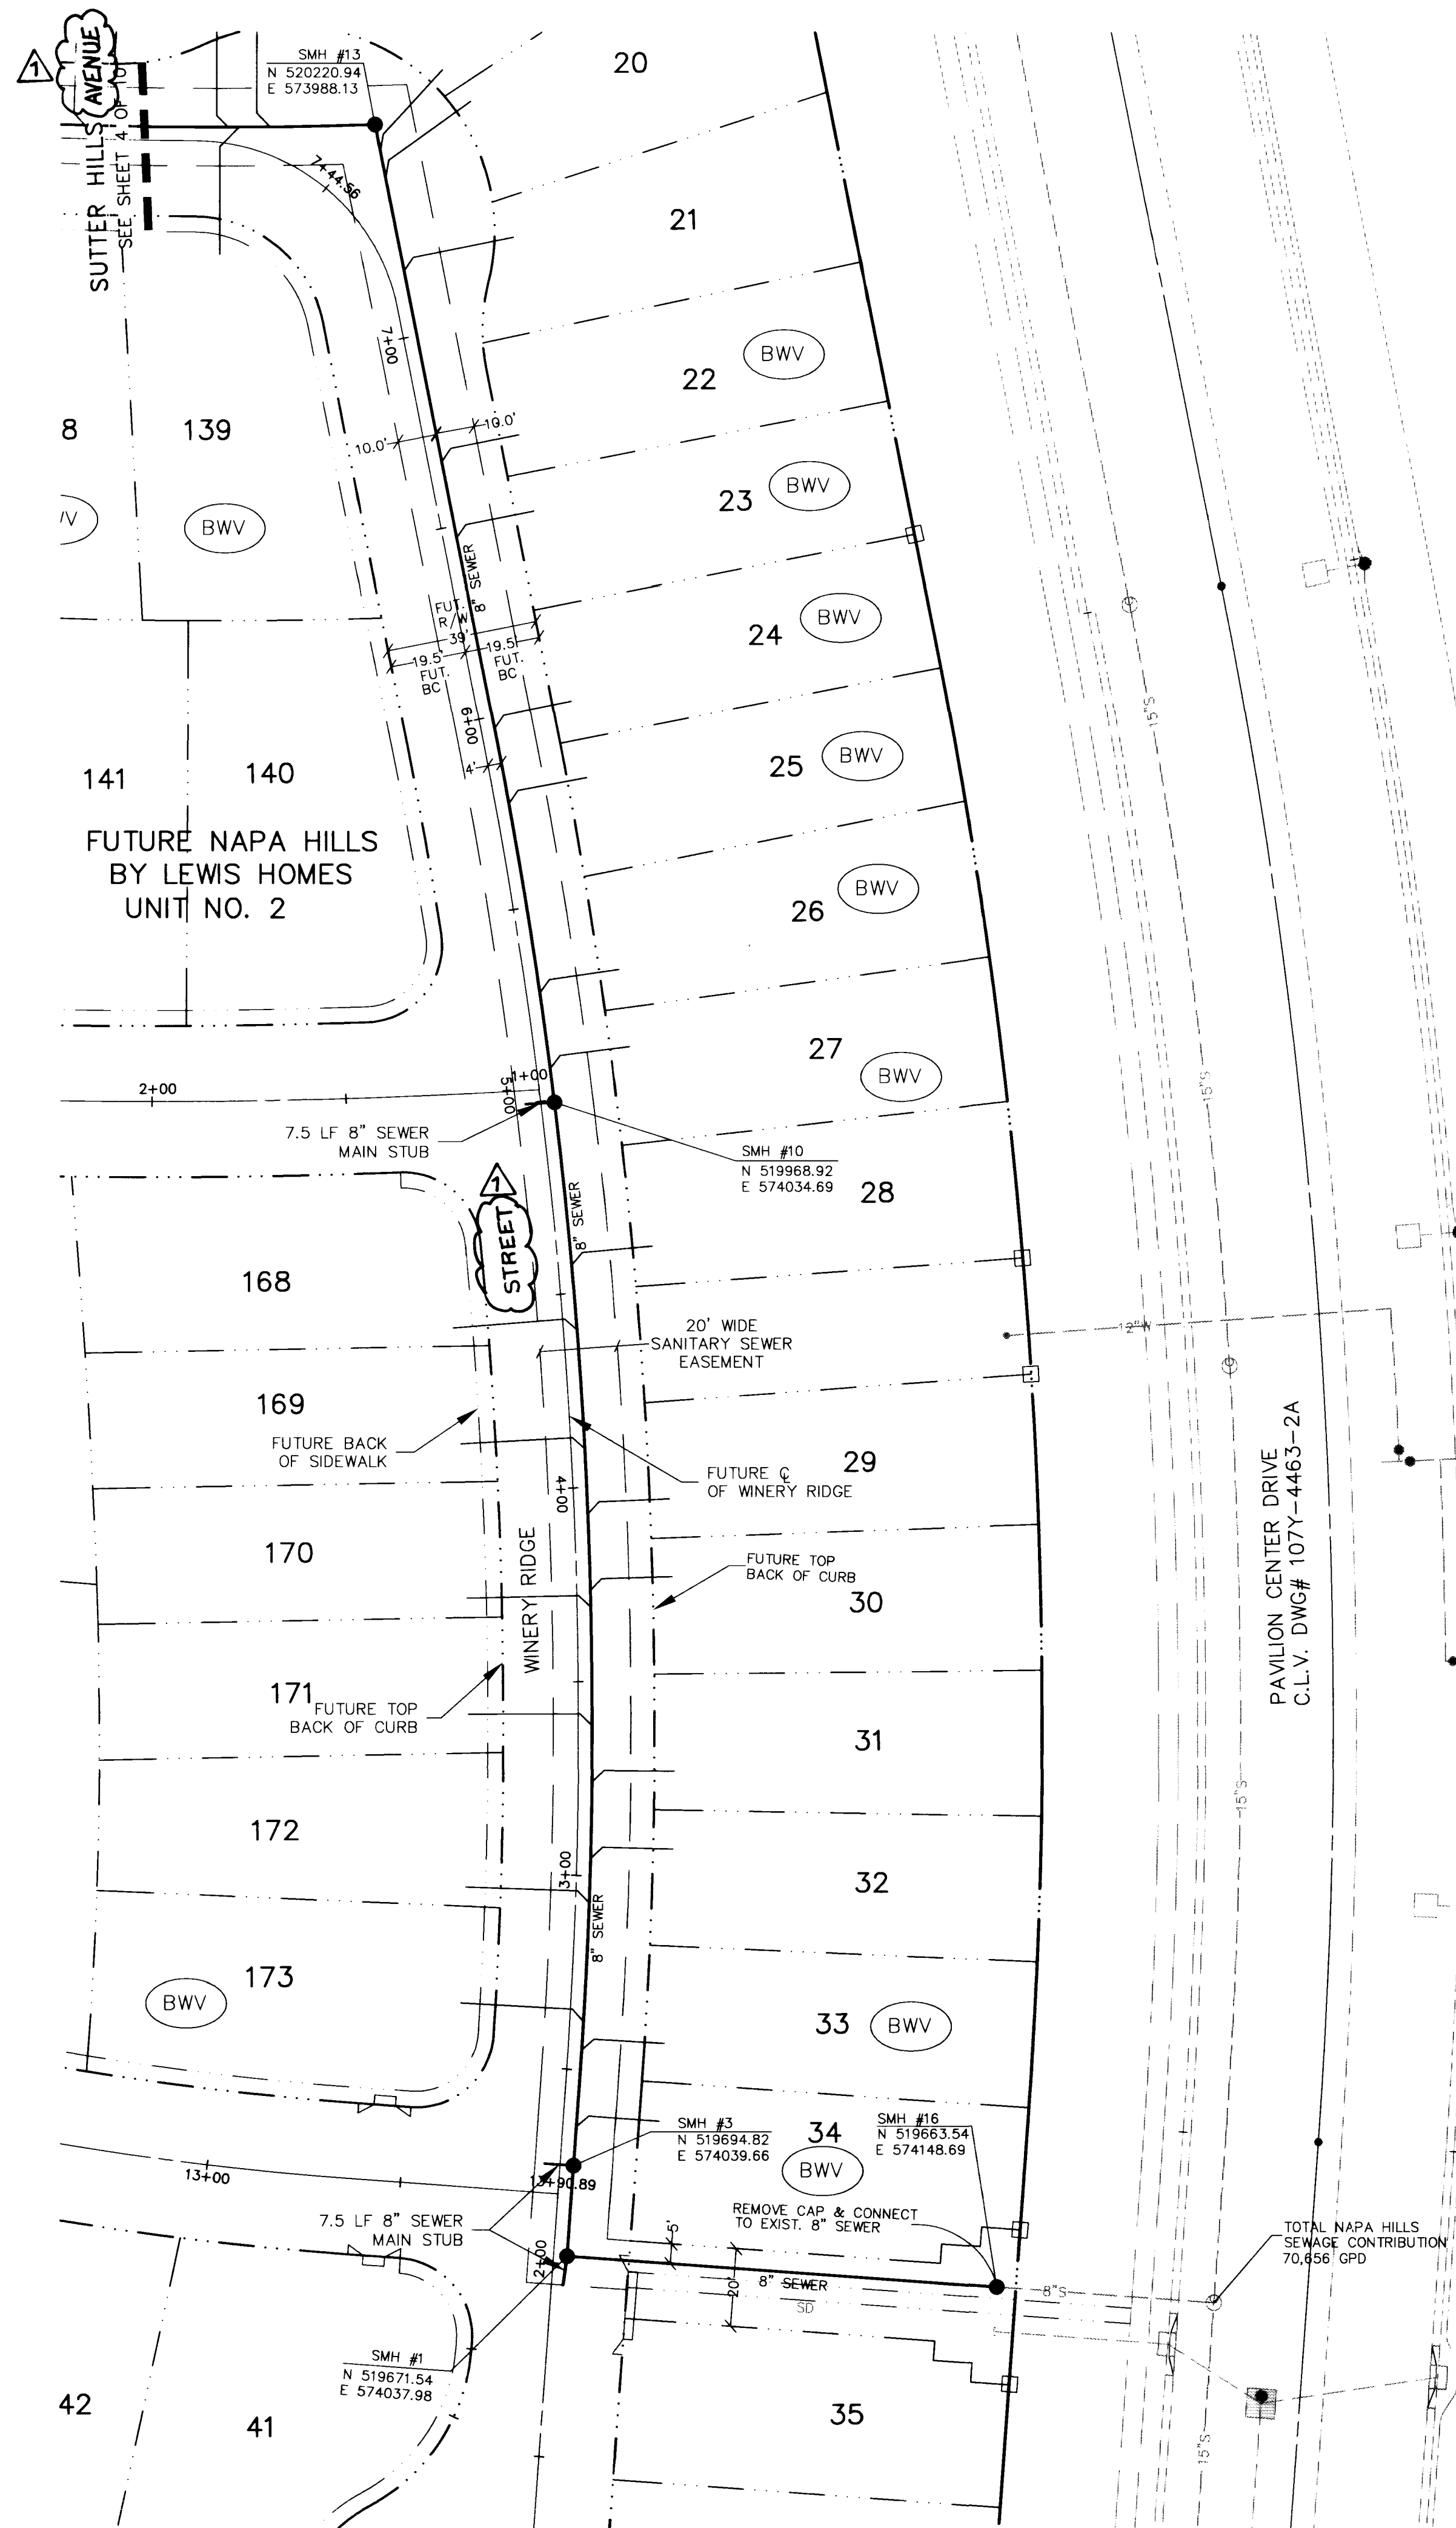 1
AVENUE
SUTTER HILLS
SEE SHEET 4 OF 10
SMH #13
N 520220.94
E 573988.13
7+44.56
20
21
22
BWV
7+00
10.0'
10.0'
8
139
BWV
23
BWV
8" SEWER
FUT.
R/W
39'
19.5'
FUT.
BC
19.5'
FUT.
BC
24
BWV
6+00
4'
25
BWV
15"S
141
140
FUTURE NAPA HILLS
BY LEWIS HOMES
UNIT NO. 2
26
BWV
27
BWV
2+00
1+00
5+00
7.5 LF 8" SEWER
MAIN STUB
SMH #10
N 519968.92
E 574034.69
28
15"S
1
STREET
8" SEWER
168
20' WIDE
SANITARY SEWER
EASEMENT
12"W
169
FUTURE BACK
OF SIDEWALK
4+00
FUTURE ℄
OF WINERY RIDGE
29
PAVILION CENTER DRIVE
C.L.V. DWG# 107Y-4463-2A
170
WINERY RIDGE
FUTURE TOP
BACK OF CURB
30
171
FUTURE TOP
BACK OF CURB
31
15"S
172
3+00
32
8" SEWER
173
BWV
33
BWV
34
BWV
SMH #3
N 519694.82
E 574039.66
SMH #16
N 519663.54
E 574148.69
13+00
13+90.89
7.5 LF 8" SEWER
MAIN STUB
2+00
5'
20'
REMOVE CAP & CONNECT
TO EXIST. 8" SEWER
8" SEWER
SD
8"S
TOTAL NAPA HILLS
SEWAGE CONTRIBUTION
70,656 GPD
SMH #1
N 519671.54
E 574037.98
42
41
35
15"S